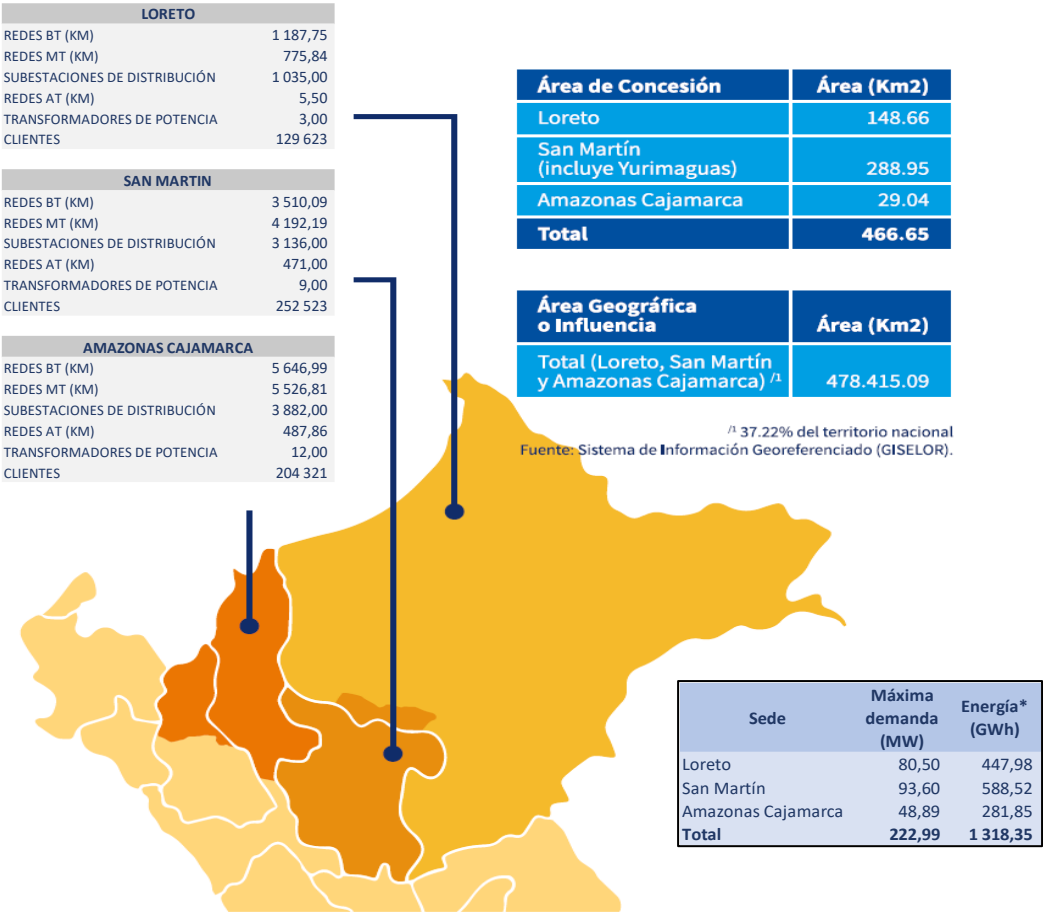 LORETO
REDES BT (KM) 1 187,75
REDES MT (KM) 775,84
SUBESTACIONES DE DISTRIBUCIÓN 1 035,00
REDES AT (KM) 5,50
TRANSFORMADORES DE POTENCIA 3,00
CLIENTES 129 623
SAN MARTIN
REDES BT (KM) 3 510,09
REDES MT (KM) 4 192,19
SUBESTACIONES DE DISTRIBUCIÓN 3 136,00
REDES AT (KM) 471,00
TRANSFORMADORES DE POTENCIA 9,00
CLIENTES 252 523
AMAZONAS CAJAMARCA
REDES BT (KM) 5 646,99
REDES MT (KM) 5 526,81
SUBESTACIONES DE DISTRIBUCIÓN 3 882,00
REDES AT (KM) 487,86
TRANSFORMADORES DE POTENCIA 12,00
CLIENTES 204 321
Área de Concesión Área (Km2)
Loreto 148.66
San Martín
(incluye Yurimaguas) 288.95
Amazonas Cajamarca 29.04
Total 466.65
Área Geográfica
o Influencia Área (Km2)
Total (Loreto, San Martín
y Amazonas Cajamarca) /1 478.415.09
/1 37.22% del territorio nacional
Fuente: Sistema de Información Georeferenciado (GISELOR).
Sede Máxima demanda (MW) Energía* (GWh)
Loreto 80,50 447,98
San Martín 93,60 588,52
Amazonas Cajamarca 48,89 281,85
Total 222,99 1 318,35